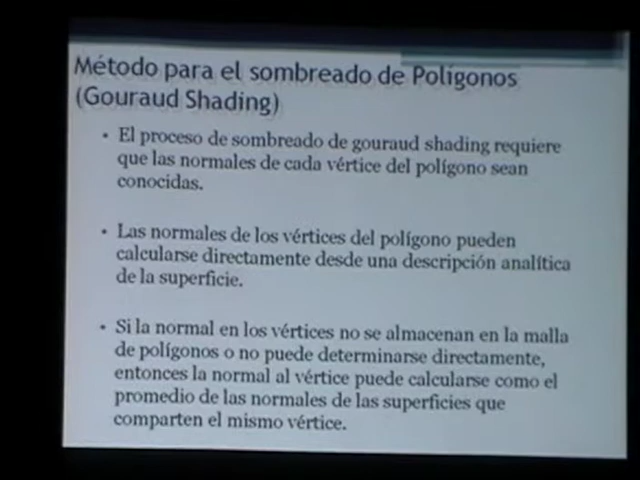 Método para el sombreado de Polígonos
(Gouraud Shading)
• El proceso de sombreado de gouraud shading requiere
que las normales de cada vértice del polígono sean
conocidas.
• Las normales de los vértices del polígono pueden
calcularse directamente desde una descripción analítica
de la superficie.
• Si la normal en los vértices no se almacenan en la malla
de polígonos o no puede determinarse directamente,
entonces la normal al vértice puede calcularse como el
promedio de las normales de las superficies que
comparten el mismo vértice.